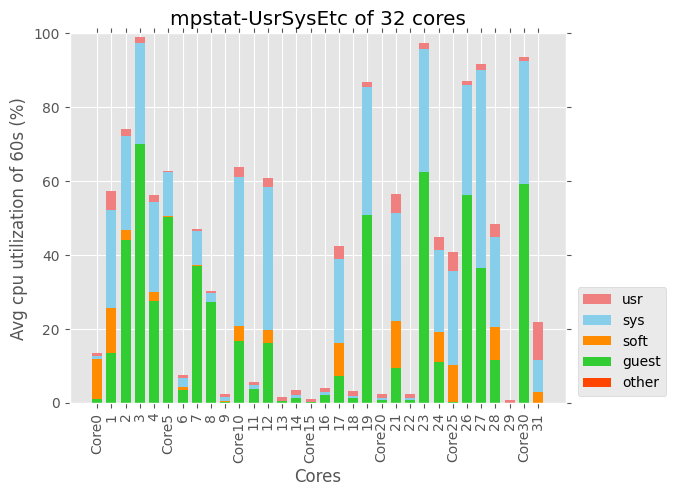 mpstat-UsrSysEtc of 32 cores
Avg cpu utilization of 60s (%)
100
80
60
40
20
0
Core0 1 2 3 4 Core5 6 7 8 9 Core10 11 12 13 14 Core15 16 17 18 19 Core20 21 22 23 24 Core25 26 27 28 29 Core30 31
Cores
usr
sys
soft
guest
other